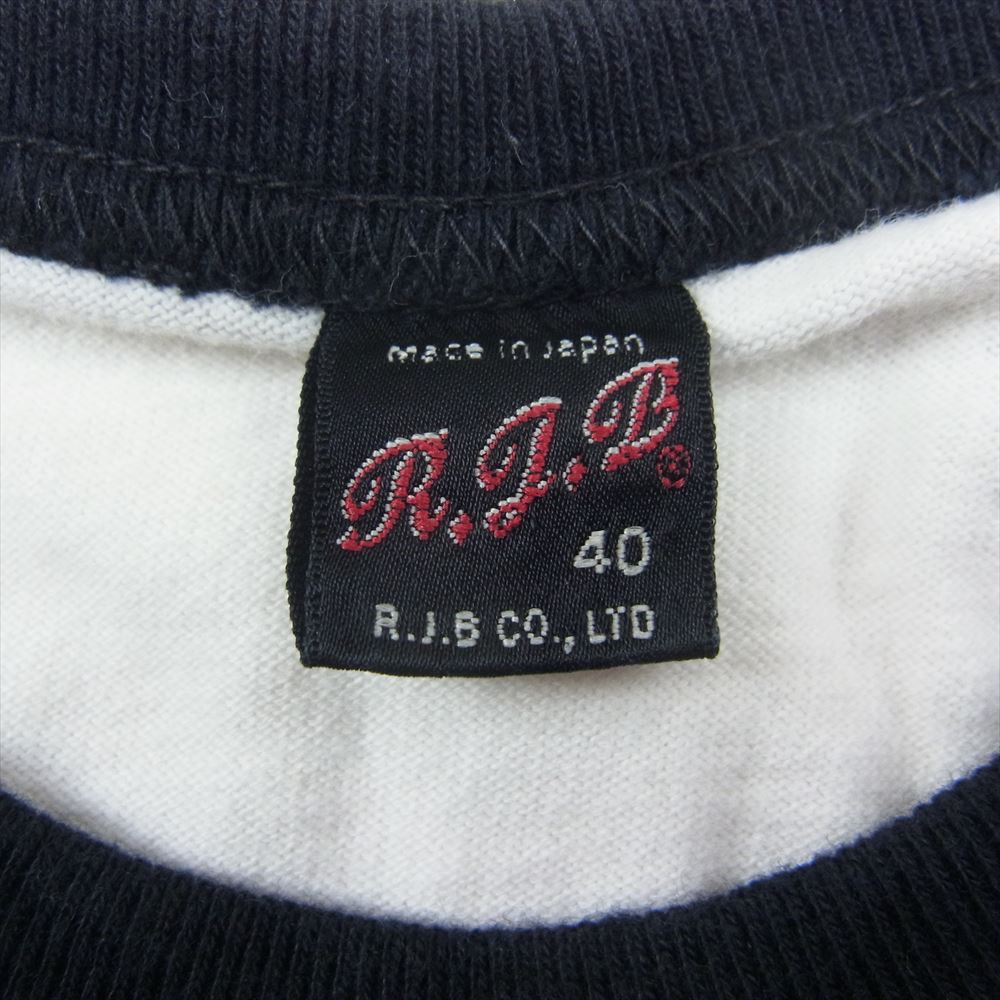 made in Japan
R.J.B®
40
R.J.B CO., LTD